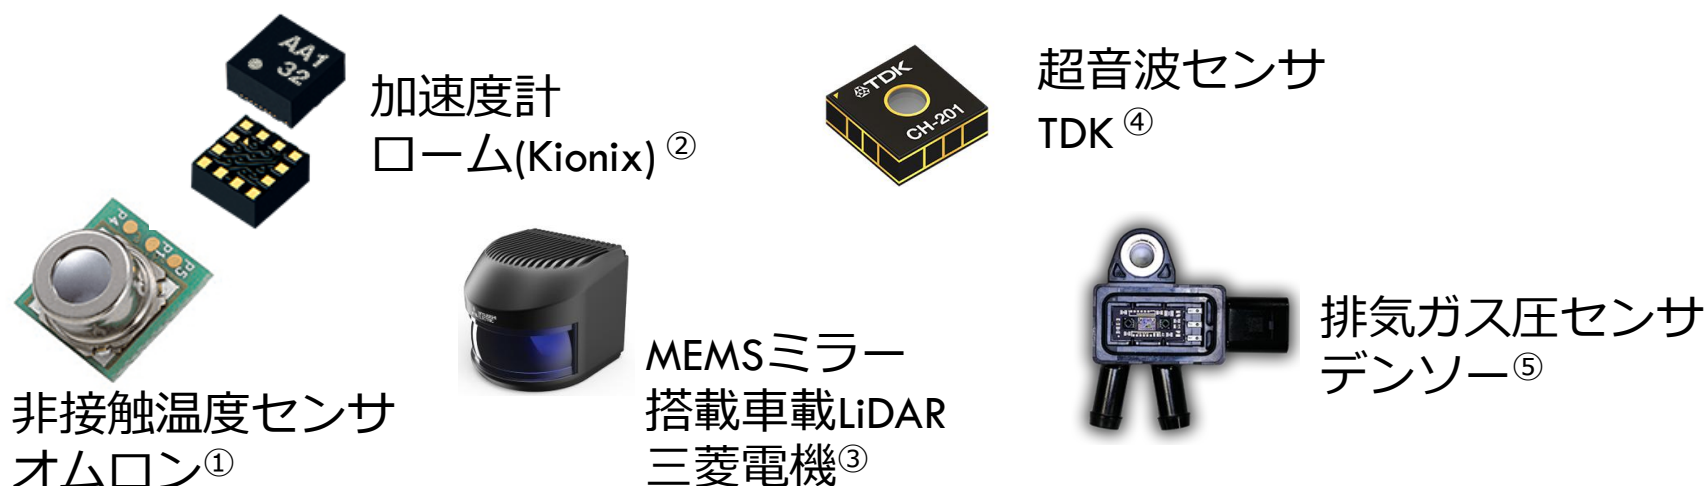 AA1
32
加速度計
ローム(Kionix) ②
TDK
CH-201
超音波センサ
TDK ④
P4
P1
P5
非接触温度センサ
オムロン①
MEMSミラー
搭載車載LiDAR
三菱電機③
排気ガス圧センサ
デンソー⑤